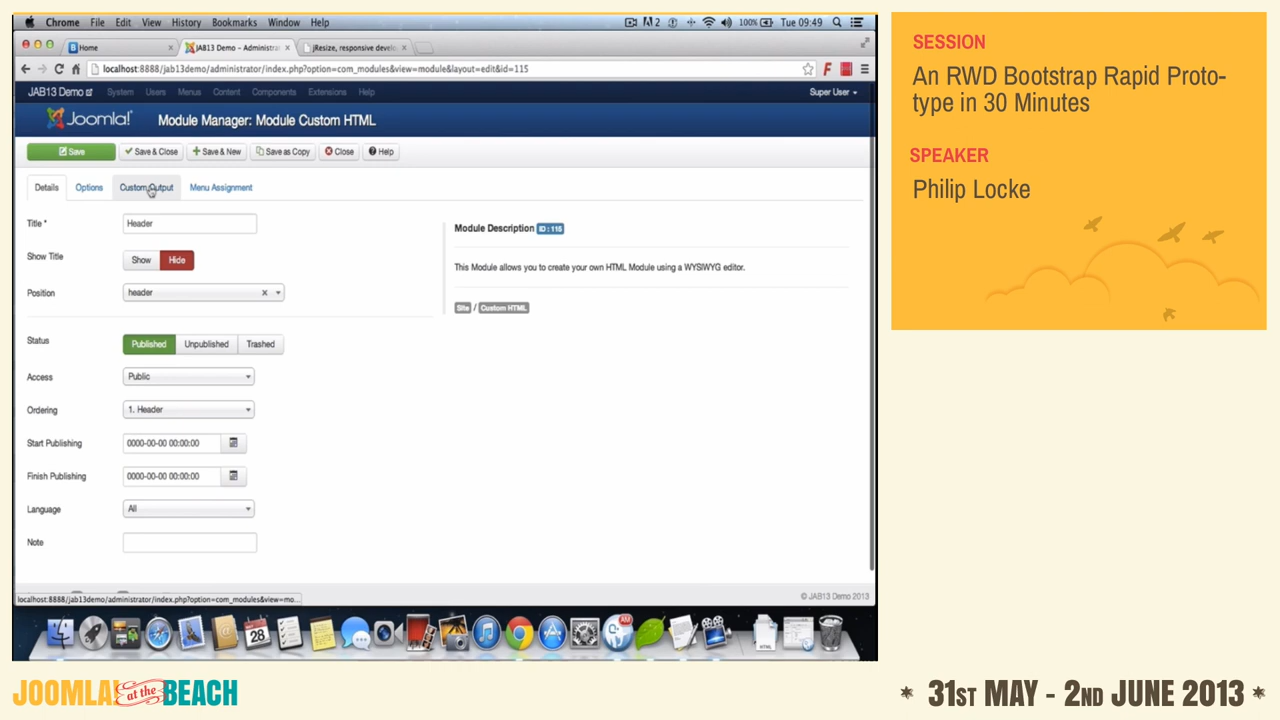 Chrome File Edit View History Bookmarks Window Help
2 100% Tue 09:49
Home
JAB13 Demo - Administra
jResize, responsive develo
localhost:8888/jab13demo/administrator/index.php?option=com_modules&view=module&layout=edit&id=115
JAB13 Demo System Users Menus Content Components Extensions Help Super User
Joomla! Module Manager: Module Custom HTML
Save Save & Close Save & New Save as Copy Close Help
Details Options Custom Output Menu Assignment
Title * Header
Show Title Show Hide
Position header
Status Published Unpublished Trashed
Access Public
Ordering 1. Header
Start Publishing 0000-00-00 00:00:00
Finish Publishing 0000-00-00 00:00:00
Language All
Note
Module Description ID : 115
This Module allows you to create your own HTML Module using a WYSIWYG editor.
Site / Custom HTML
localhost:8888/jab13demo/administrator/index.php?option=com_modules&view=mo...
© JAB13 Demo 2013
28
HTML
SESSION
An RWD Bootstrap Rapid Proto-
type in 30 Minutes
SPEAKER
Philip Locke
JOOMLA! at the BEACH
* 31ST MAY - 2ND JUNE 2013 *